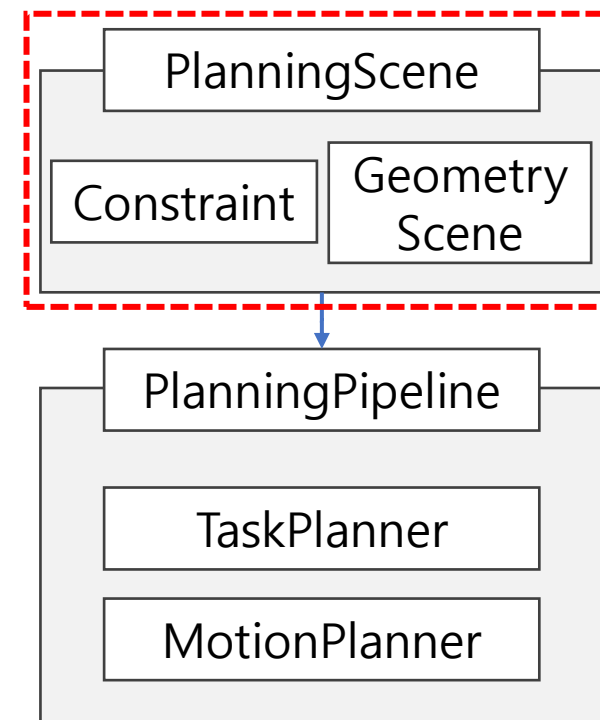 PlanningScene
Constraint
Geometry
Scene
PlanningPipeline
TaskPlanner
MotionPlanner